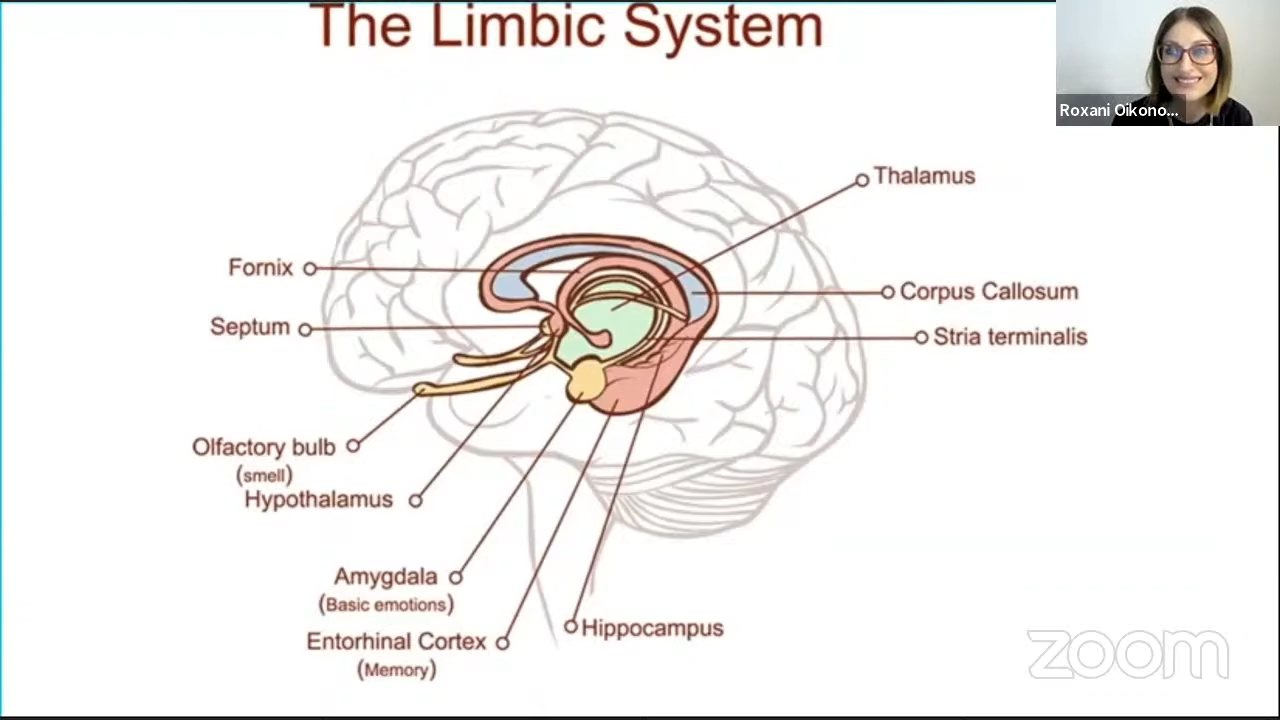 The Limbic System
Roxani Oikono...
Thalamus
Fornix
Corpus Callosum
Septum
Stria terminalis
Olfactory bulb
(smell)
Hypothalamus
Amygdala
(Basic emotions)
Hippocampus
Entorhinal Cortex
(Memory)
zoom